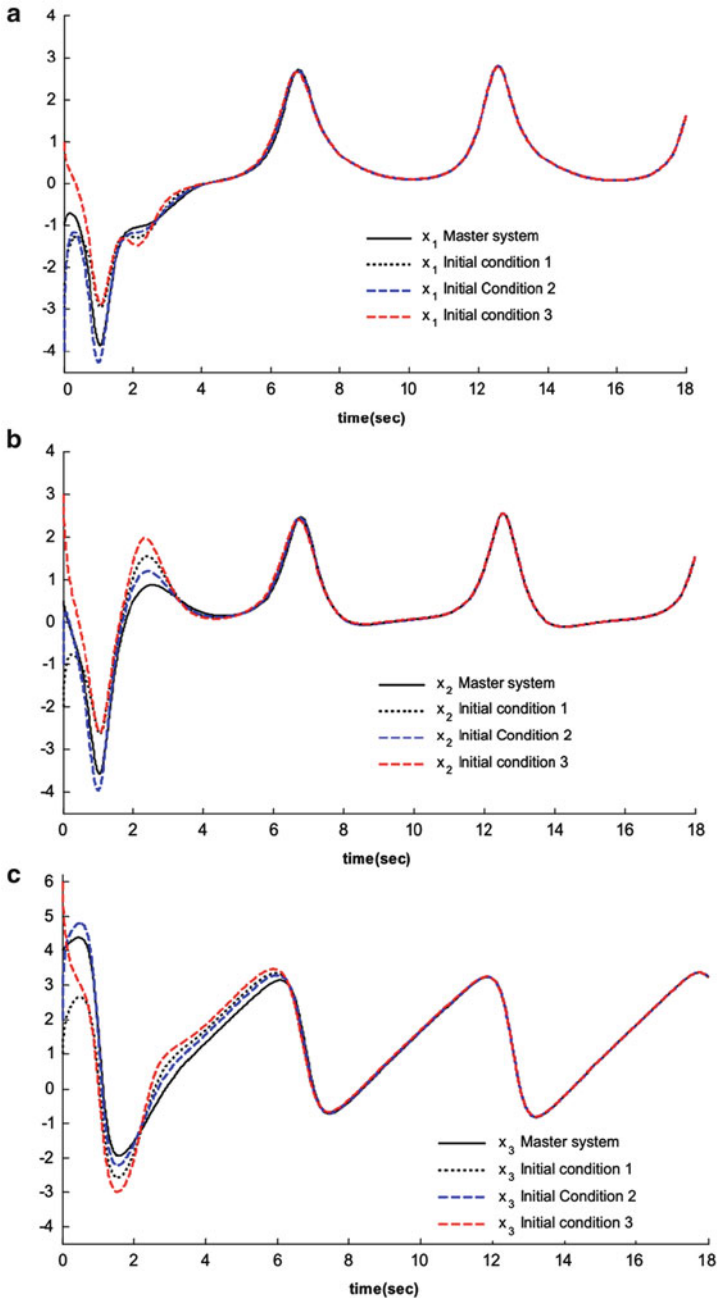 a
4
3
2
1
0
-1
-2
-3
-4
x1 Master system
x1 Initial condition 1
x1 Initial Condition 2
x1 Initial condition 3
0 2 4 6 8 10 12 14 16 18
time(sec)
b
4
3
2
1
0
-1
-2
-3
-4
x2 Master system
x2 Initial condition 1
x2 Initial Condition 2
x2 Initial condition 3
0 2 4 6 8 10 12 14 16 18
time(sec)
c
6
5
4
3
2
1
0
-1
-2
-3
-4
x3 Master system
x3 Initial condition 1
x3 Initial Condition 2
x3 Initial condition 3
0 2 4 6 8 10 12 14 16 18
time(sec)